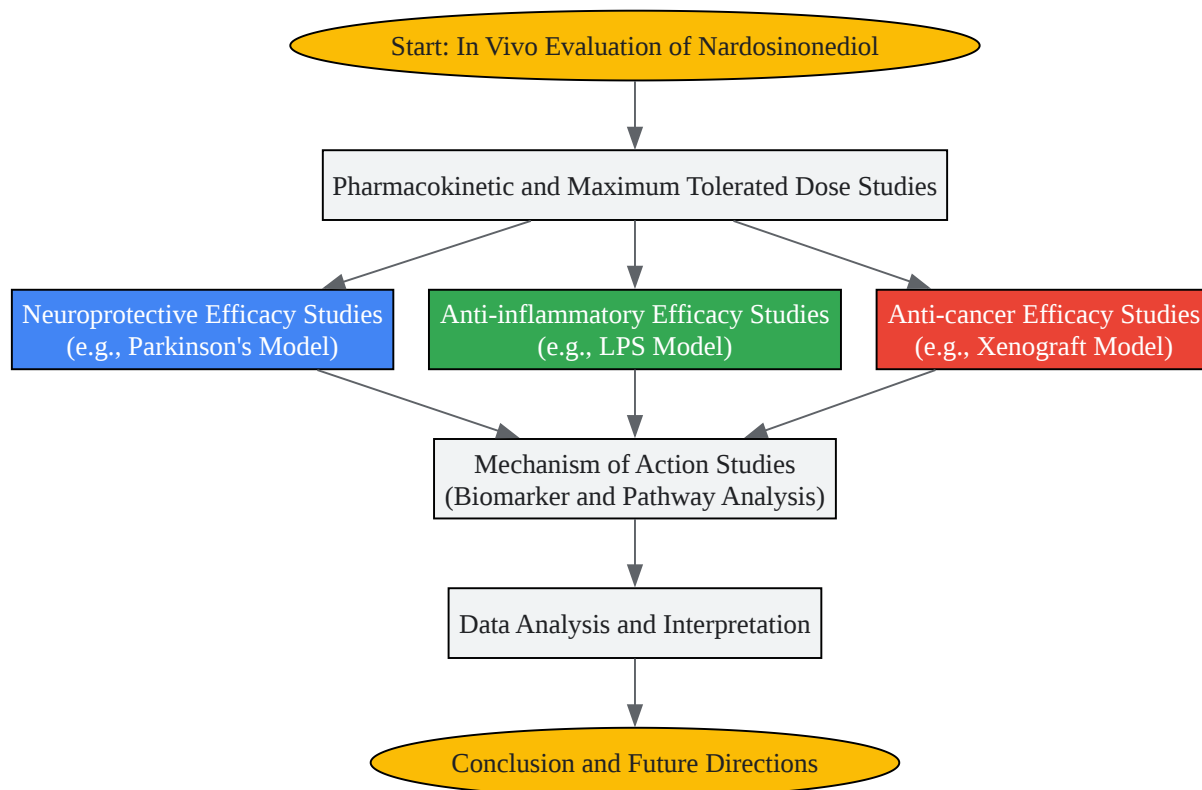 Start: In Vivo Evaluation of Nardosinonediol
Pharmacokinetic and Maximum Tolerated Dose Studies
Neuroprotective Efficacy Studies
(e.g., Parkinson's Model)
Anti-inflammatory Efficacy Studies
(e.g., LPS Model)
Anti-cancer Efficacy Studies
(e.g., Xenograft Model)
Mechanism of Action Studies
(Biomarker and Pathway Analysis)
Data Analysis and Interpretation
Conclusion and Future Directions